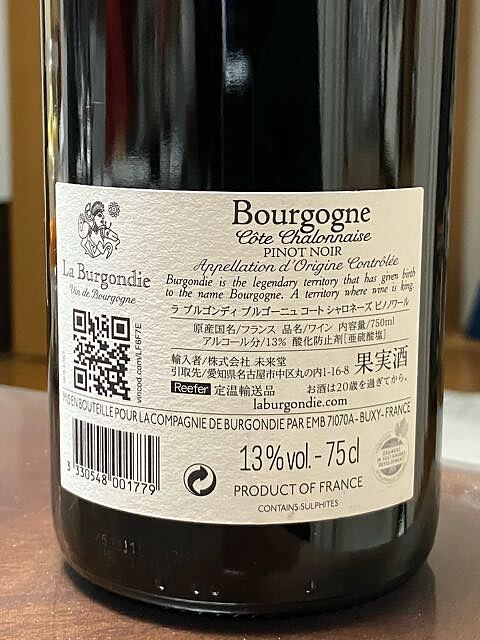 La Burgondie
Vin de Bourgogne
vincod.com/LF6F7E
Bourgogne
Côte Chalonnaise
PINOT NOIR
Appellation d'Origine Contrôlée
Burgondie is the legendary territory that has given birth
to the name Bourgogne. A territory where wine is king.
ラ ブルゴンディ ブルゴーニュ コート シャロネーズ ピノノワール
原産国名/フランス 品名/ワイン 内容量/750ml
アルコール分/13% 酸化防止剤[亜硫酸塩]
輸入者/株式会社 未来堂
引取先/愛知県名古屋市中区丸の内1-16-8
果実酒
Reefer 定温輸送品
お酒は20歳を過ぎてから。
laburgondie.com
MIS EN BOUTEILLE POUR LA COMPAGNIE DE BURGONDIE PAR EMB 71070A - BUXY - FRANCE
3 330548 001779
13% vol. - 75 cl
PRODUCT OF FRANCE
CONTAINS SULPHITES